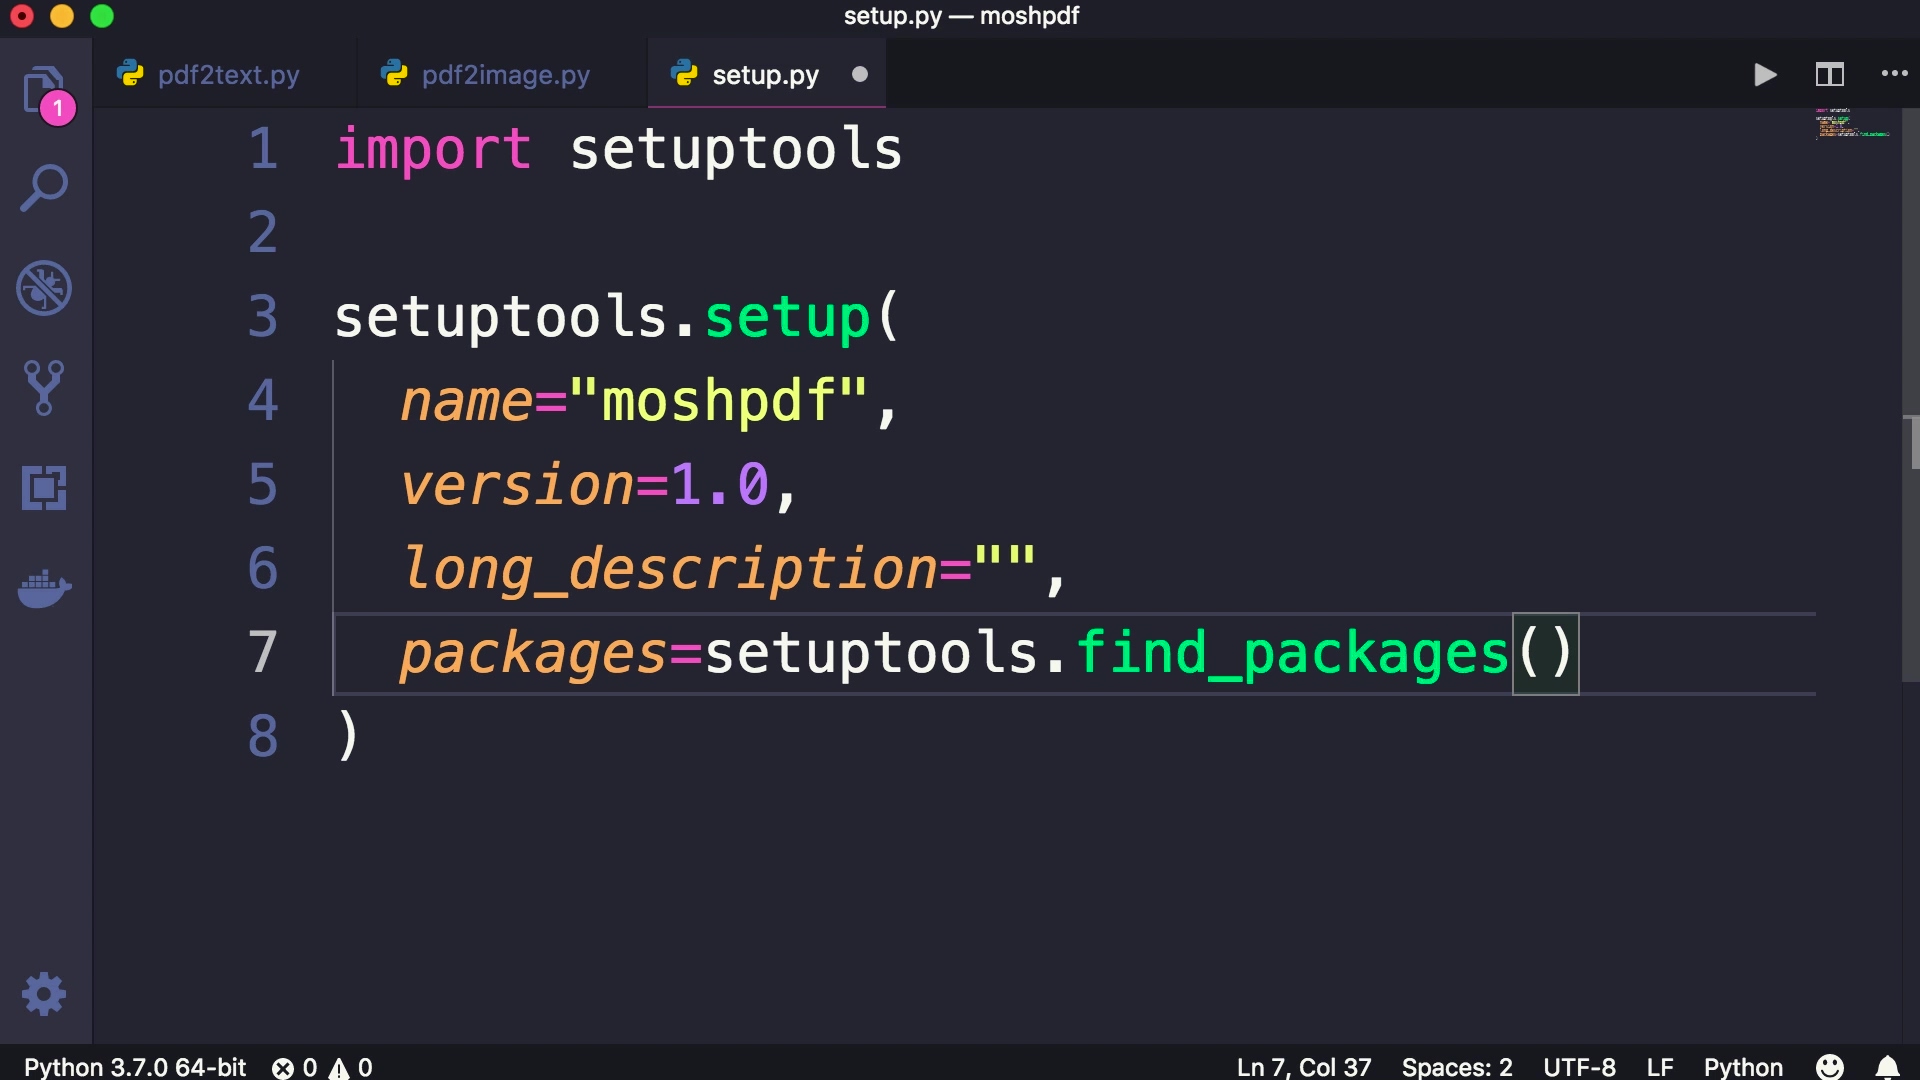 setup.py — moshpdf
pdf2text.py
pdf2image.py
setup.py
1
1 import setuptools
2
3 setuptools.setup(
4   name="moshpdf",
5   version=1.0,
6   long_description="",
7   packages=setuptools.find_packages()
8 )
Python 3.7.0 64-bit 0 0 Ln 7, Col 37 Spaces: 2 UTF-8 LF Python